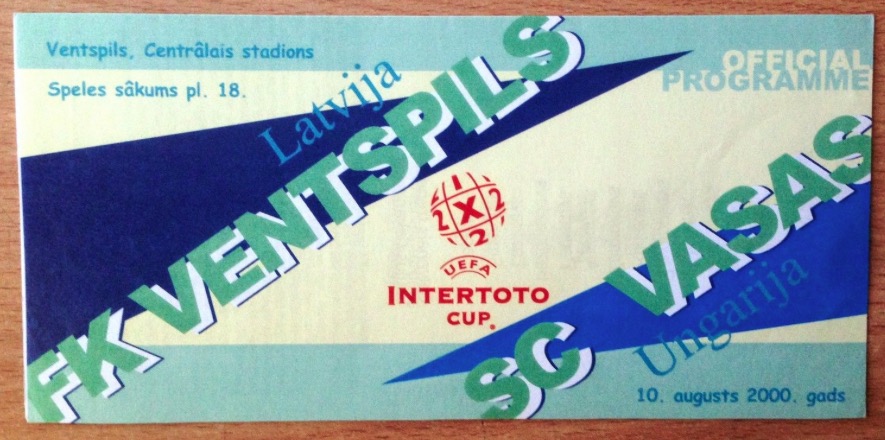 Ventspils, Centrâlais stadions
Speles sâkums pl. 18.
OFFICIAL
PROGRAMME
Latvija
FK VENTSPILS
1
2 X 2
2
UEFA
INTERTOTO
CUP®
SC VASAS
Ungarija
10. augusts 2000. gads